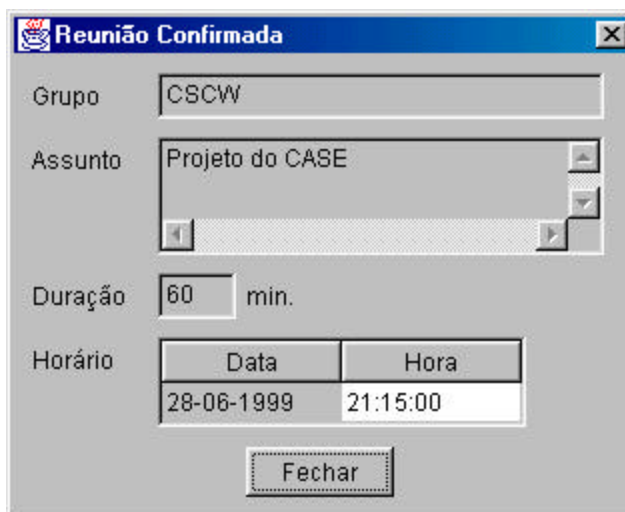 Reunião Confirmada
Grupo CSCW
Assunto Projeto do CASE
Duração 60 min.
Horário Data Hora
28-06-1999 21:15:00
Fechar